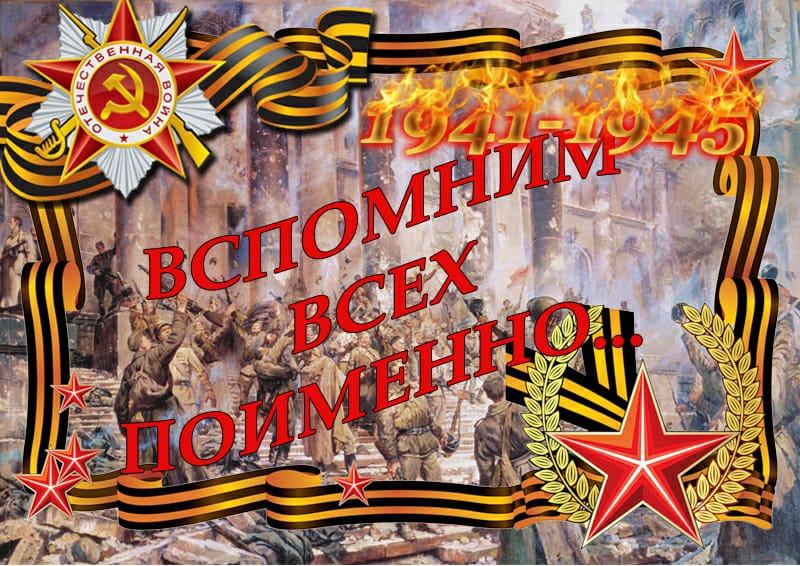 ОТЕЧЕСТВЕННАЯ ВОЙНА
1941-1945
ВСПОМНИМ
ВСЕХ
ПОИМЕННО...